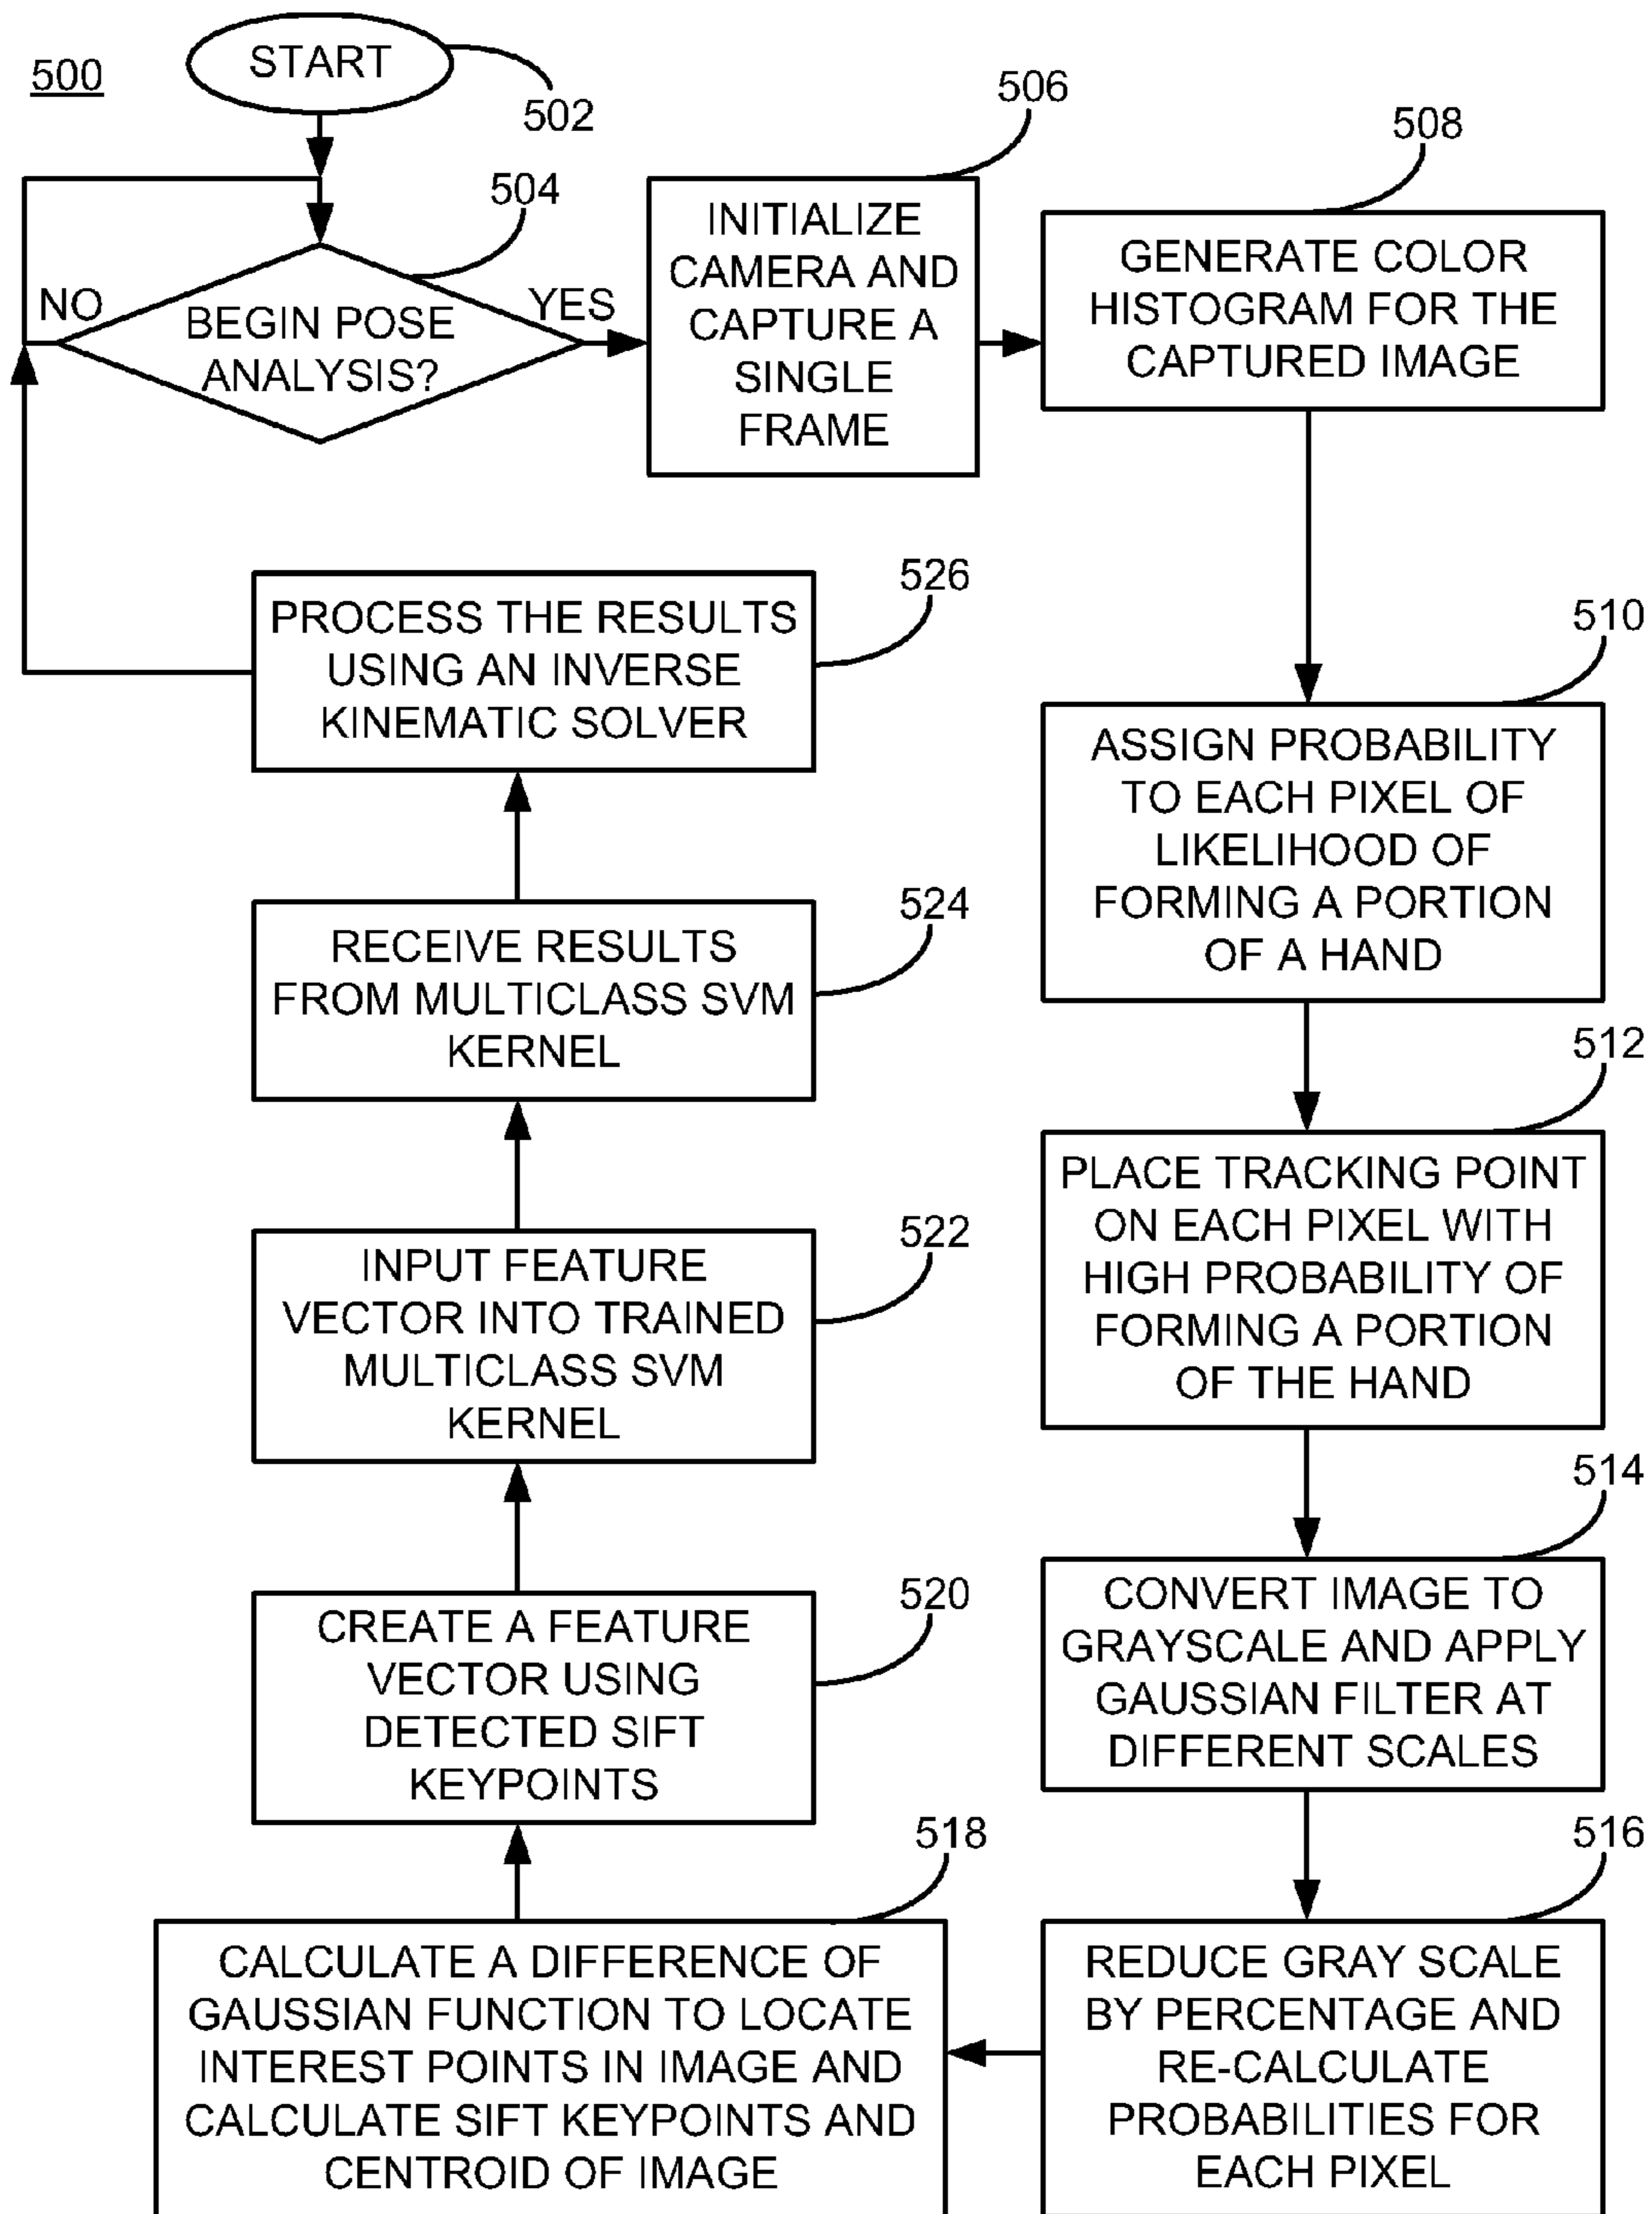 500
START
502
504
BEGIN POSE
ANALYSIS?
NO
YES
506
INITIALIZE
CAMERA AND
CAPTURE A
SINGLE
FRAME
508
GENERATE COLOR
HISTOGRAM FOR THE
CAPTURED IMAGE
510
ASSIGN PROBABILITY
TO EACH PIXEL OF
LIKELIHOOD OF
FORMING A PORTION
OF A HAND
512
PLACE TRACKING POINT
ON EACH PIXEL WITH
HIGH PROBABILITY OF
FORMING A PORTION
OF THE HAND
514
CONVERT IMAGE TO
GRAYSCALE AND APPLY
GAUSSIAN FILTER AT
DIFFERENT SCALES
516
REDUCE GRAY SCALE
BY PERCENTAGE AND
RE-CALCULATE
PROBABILITIES FOR
EACH PIXEL
518
CALCULATE A DIFFERENCE OF
GAUSSIAN FUNCTION TO LOCATE
INTEREST POINTS IN IMAGE AND
CALCULATE SIFT KEYPOINTS AND
CENTROID OF IMAGE
520
CREATE A FEATURE
VECTOR USING
DETECTED SIFT
KEYPOINTS
522
INPUT FEATURE
VECTOR INTO TRAINED
MULTICLASS SVM
KERNEL
524
RECEIVE RESULTS
FROM MULTICLASS SVM
KERNEL
526
PROCESS THE RESULTS
USING AN INVERSE
KINEMATIC SOLVER